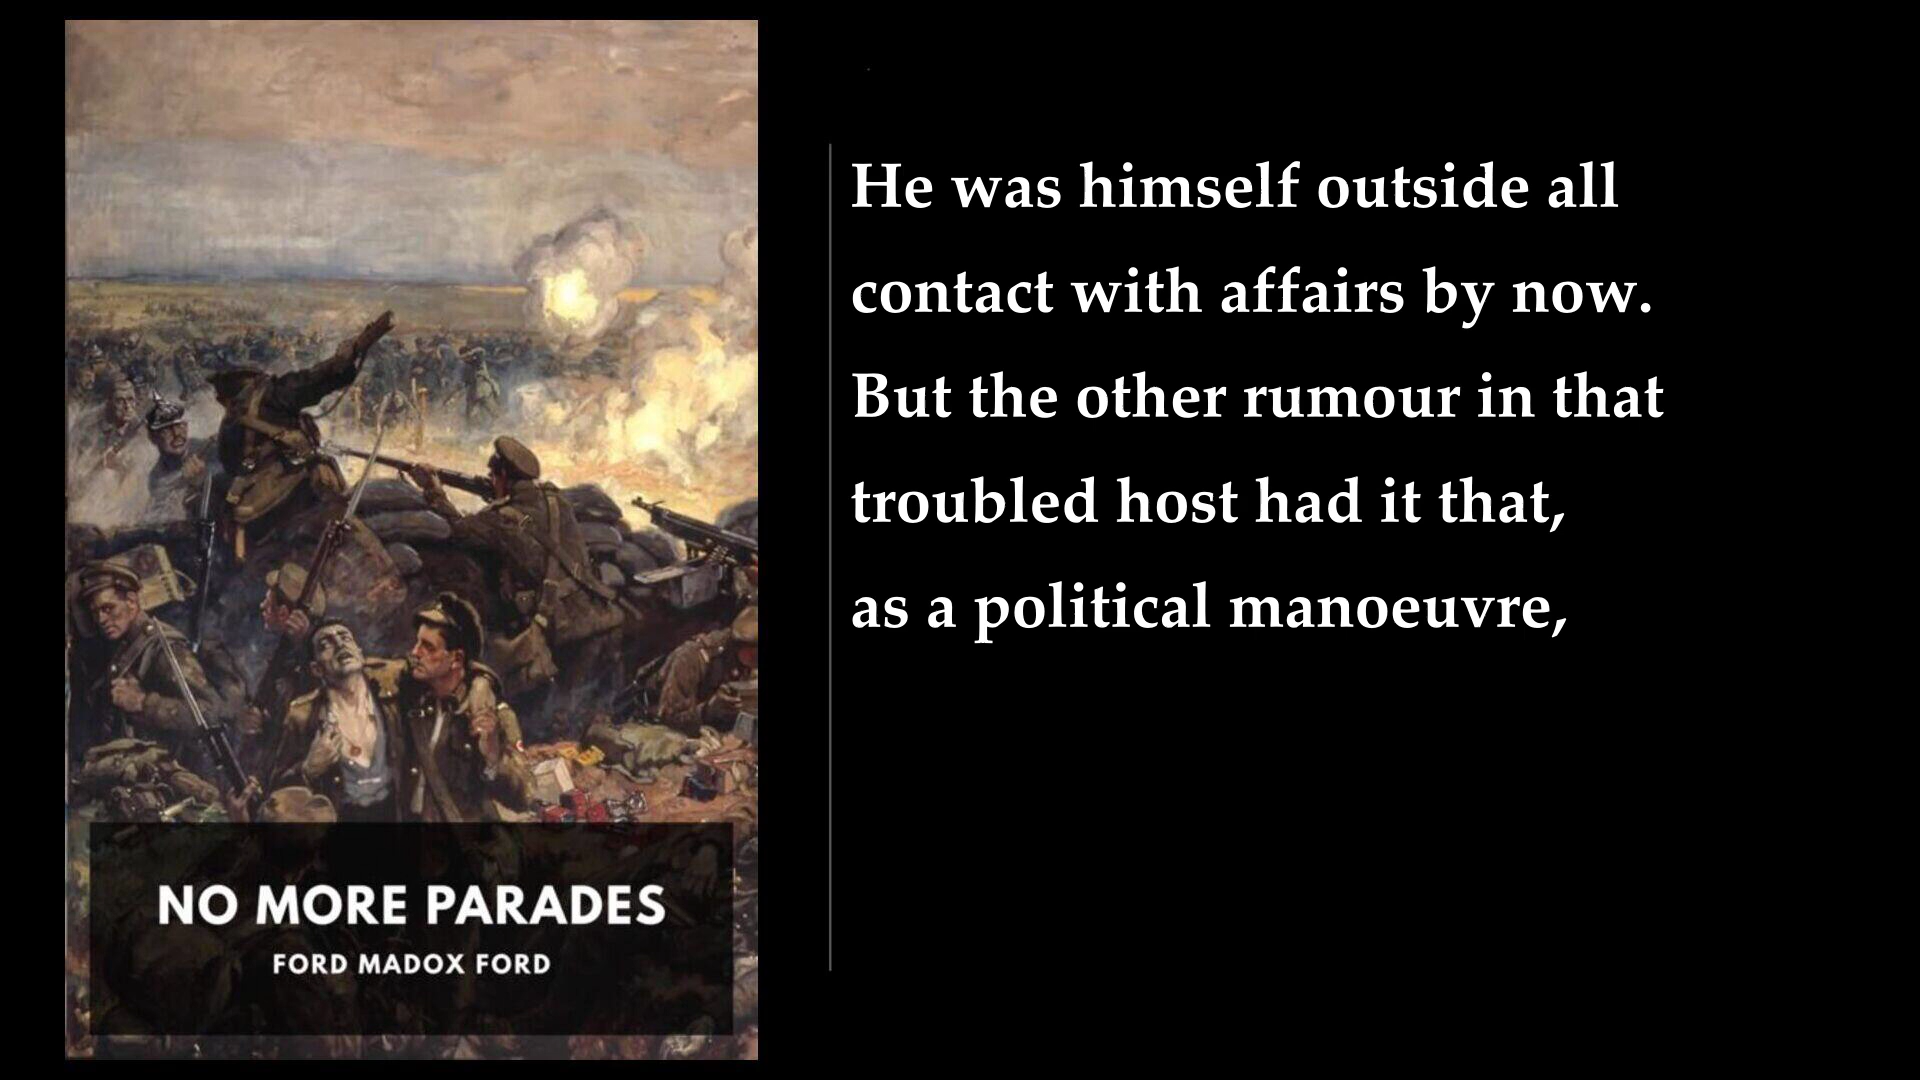 He was himself outside all
contact with affairs by now.
But the other rumour in that
troubled host had it that,
as a political manoeuvre,
NO MORE PARADES
FORD MADOX FORD